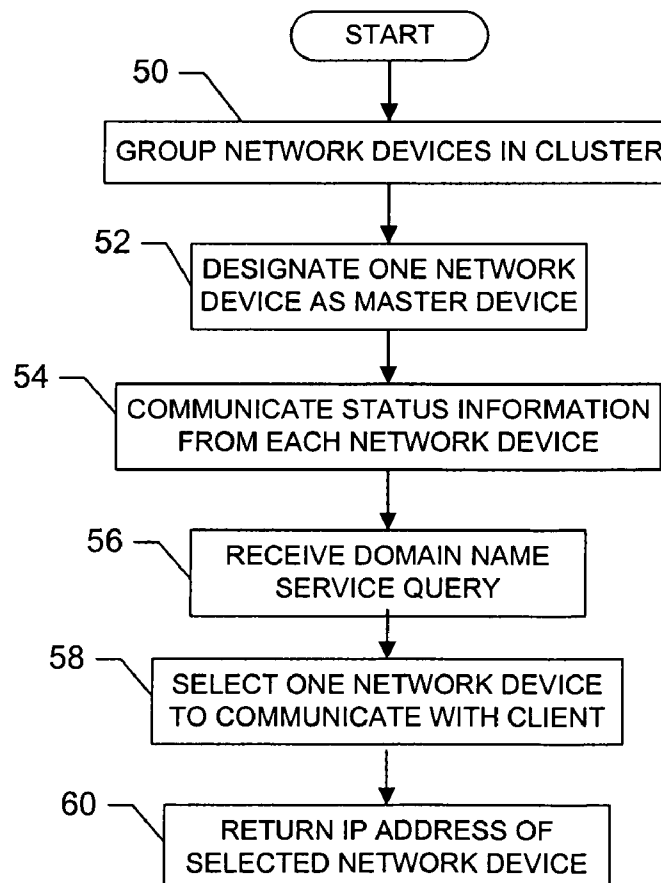 START
50
GROUP NETWORK DEVICES IN CLUSTER
52
DESIGNATE ONE NETWORK
DEVICE AS MASTER DEVICE
54
COMMUNICATE STATUS INFORMATION
FROM EACH NETWORK DEVICE
56
RECEIVE DOMAIN NAME
SERVICE QUERY
58
SELECT ONE NETWORK DEVICE
TO COMMUNICATE WITH CLIENT
60
RETURN IP ADDRESS OF
SELECTED NETWORK DEVICE